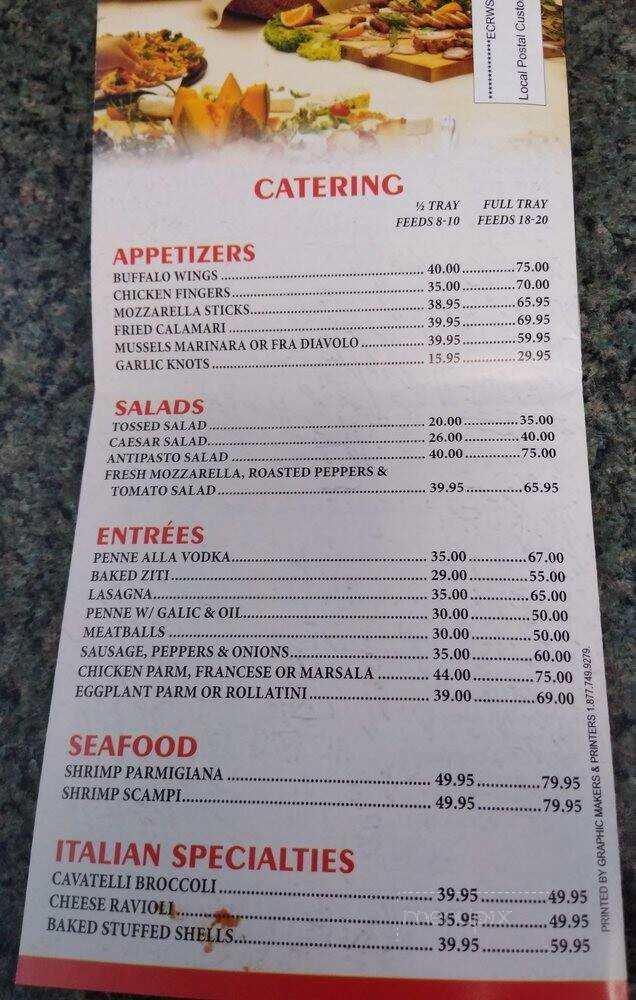 ***************ECRWS
Local Postal Custo
CATERING
½ TRAY FULL TRAY
FEEDS 8-10 FEEDS 18-20
APPETIZERS
BUFFALO WINGS 40.00 75.00
CHICKEN FINGERS 35.00 70.00
MOZZARELLA STICKS 38.95 65.95
FRIED CALAMARI 39.95 69.95
MUSSELS MARINARA OR FRA DIAVOLO 39.95 59.95
GARLIC KNOTS 15.95 29.95
SALADS
TOSSED SALAD 20.00 35.00
CAESAR SALAD 26.00 40.00
ANTIPASTO SALAD 40.00 75.00
FRESH MOZZARELLA, ROASTED PEPPERS &
TOMATO SALAD 39.95 65.95
ENTRÉES
PENNE ALLA VODKA 35.00 67.00
BAKED ZITI 29.00 55.00
LASAGNA 35.00 65.00
PENNE W/ GALIC & OIL 30.00 50.00
MEATBALLS 30.00 50.00
SAUSAGE, PEPPERS & ONIONS 35.00 60.00
CHICKEN PARM, FRANCESE OR MARSALA 44.00 75.00
EGGPLANT PARM OR ROLLATINI 39.00 69.00
SEAFOOD
SHRIMP PARMIGIANA 49.95 79.95
SHRIMP SCAMPI 49.95 79.95
ITALIAN SPECIALTIES
CAVATELLI BROCCOLI 39.95 49.95
CHEESE RAVIOLI 35.95 49.95
BAKED STUFFED SHELLS 39.95 59.95
PRINTED BY GRAPHIC MAKERS & PRINTERS 1.877.749.9279
menupix